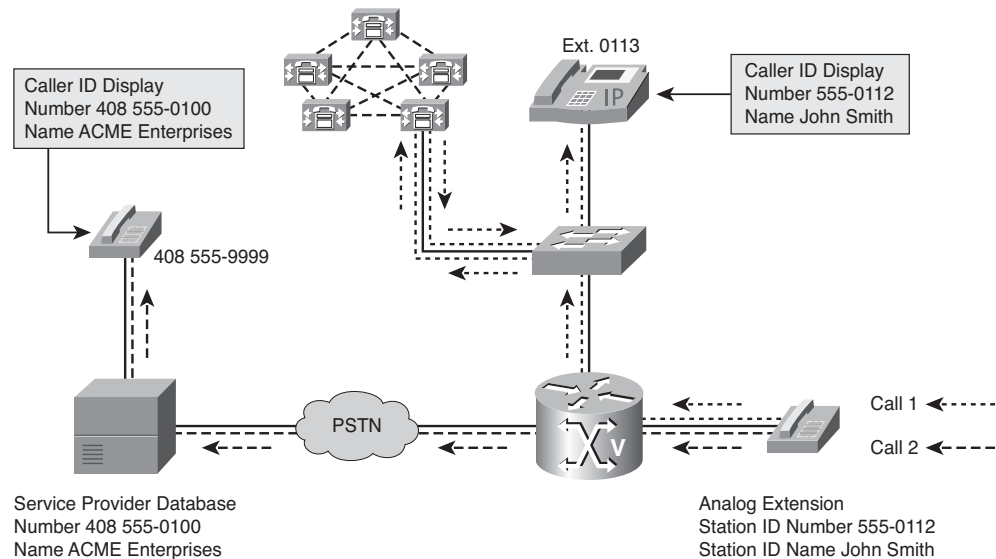 Ext. 0113
Caller ID Display
Number 408 555-0100
Name ACME Enterprises
Caller ID Display
Number 555-0112
Name John Smith
IP
408 555-9999
PSTN
V
Call 1
Call 2
Service Provider Database
Number 408 555-0100
Name ACME Enterprises
Analog Extension
Station ID Number 555-0112
Station ID Name John Smith